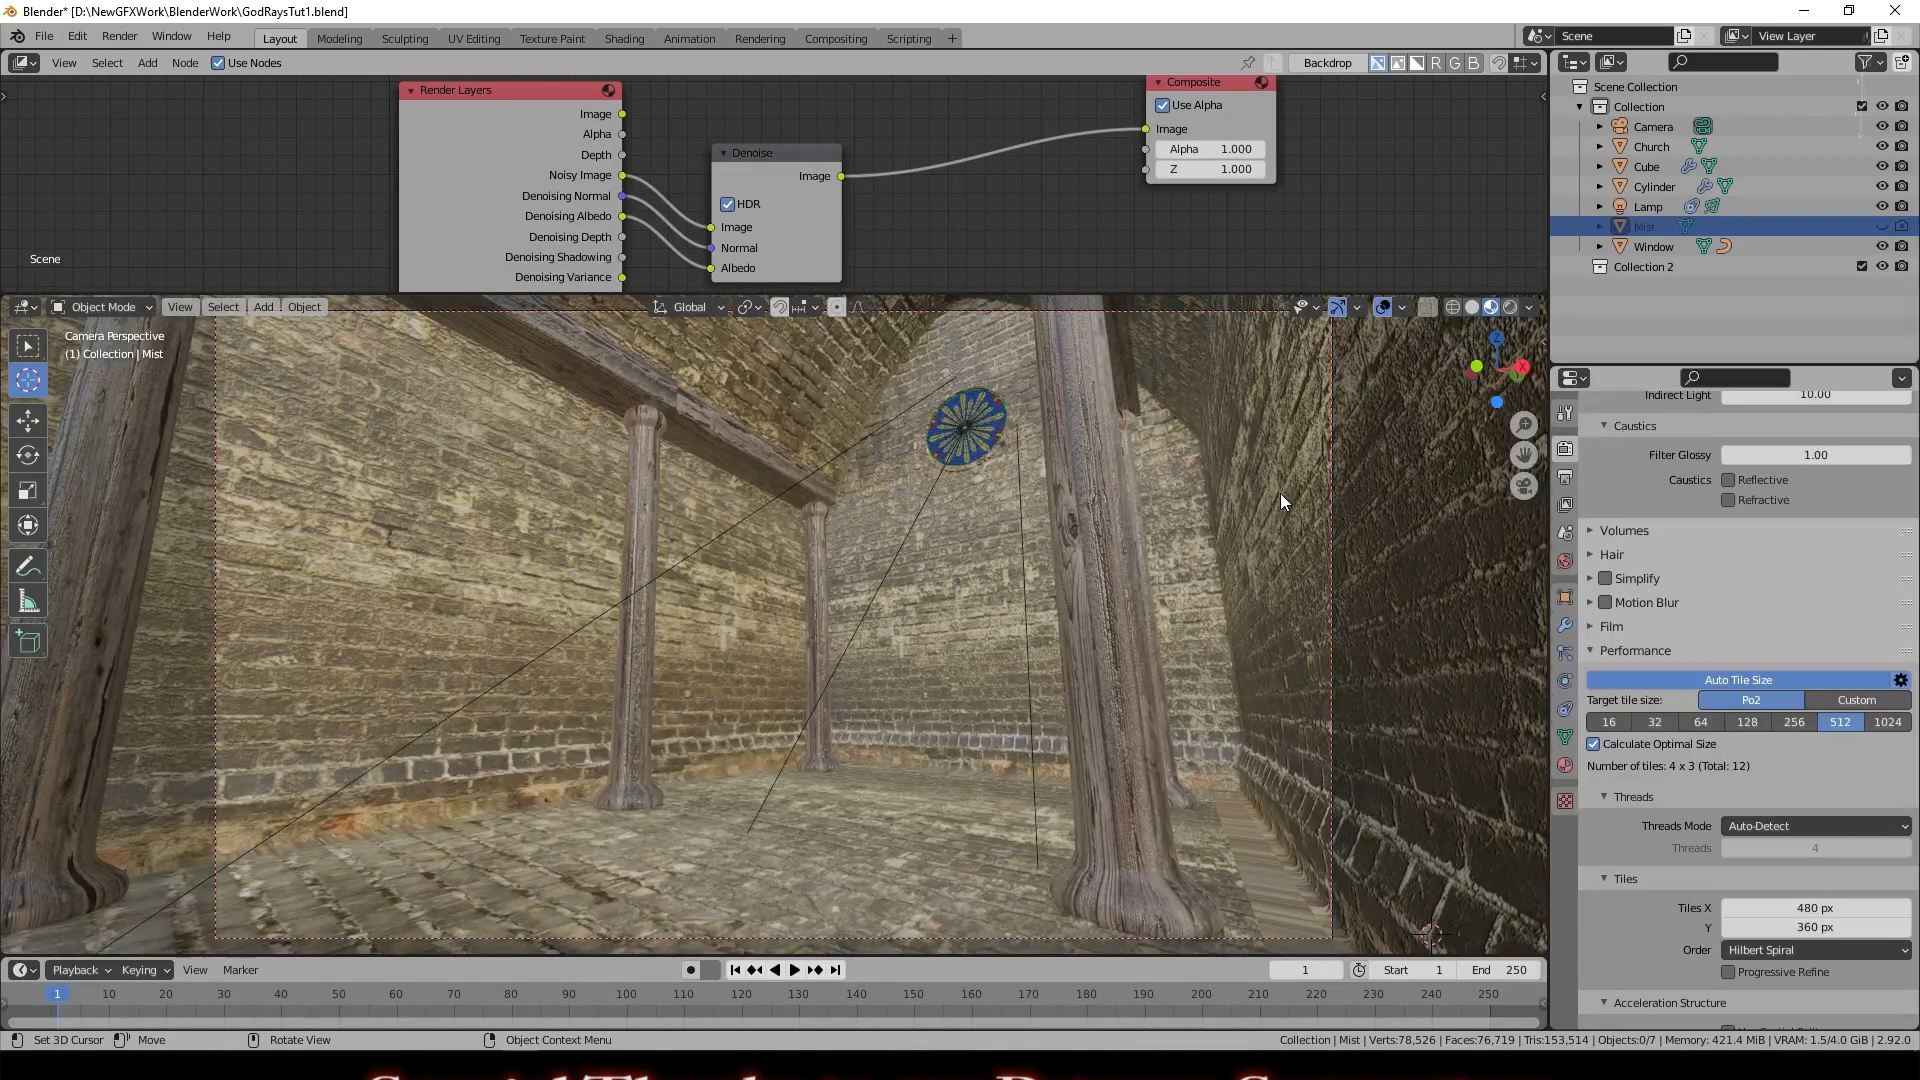 Blender* [D:\NewGFXWork\BlenderWork\GodRaysTut1.blend]
File Edit Render Window Help Layout Modeling Sculpting UV Editing Texture Paint Shading Animation Rendering Compositing Scripting + Scene View Layer
View Select Add Node Use Nodes Backdrop R G B
Scene Collection
Render Layers
Composite
Image
Use Alpha
Collection
Alpha
Image
Camera
Depth
Denoise
Alpha 1.000
Church
Noisy Image
Image
Z 1.000
Cube
Denoising Normal
HDR
Cylinder
Denoising Albedo
Image
Lamp
Denoising Depth
Normal
Mist
Denoising Shadowing
Albedo
Window
Denoising Variance
Collection 2
Scene
Object Mode View Select Add Object Global
Camera Perspective
(1) Collection | Mist
Z
X
Indirect Light 10.00
Caustics
Filter Glossy 1.00
Caustics Reflective
Refractive
Volumes
Hair
Simplify
Motion Blur
Film
Performance
Auto Tile Size
Target tile size: Po2 Custom
16 32 64 128 256 512 1024
Calculate Optimal Size
Number of tiles: 4 x 3 (Total: 12)
Threads
Threads Mode Auto-Detect
Threads 4
Tiles
Tiles X 480 px
Y 360 px
Order Hilbert Spiral
Progressive Refine
Acceleration Structure
Playback Keying View Marker 1 Start 1 End 250
1 10 20 30 40 50 60 70 80 90 100 110 120 130 140 150 160 170 180 190 200 210 220 230 240 250
Set 3D Cursor Move Rotate View Object Context Menu Collection | Mist | Verts:78,526 | Faces:76,719 | Tris:153,514 | Objects:0/7 | Memory: 421.4 MiB | VRAM: 1.5/4.0 GiB | 2.92.0